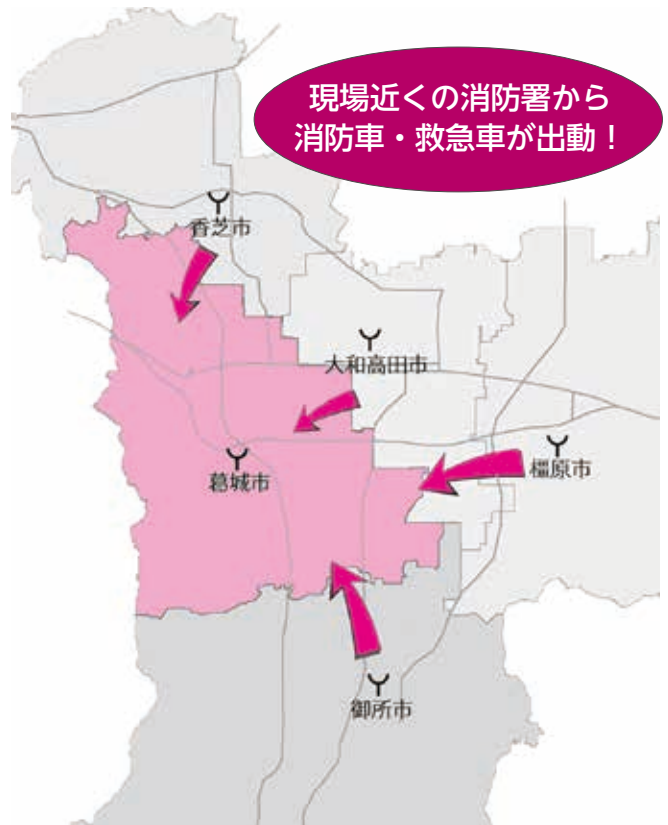 現場近くの消防署から
消防車・救急車が出動！
香芝市
大和高田市
橿原市
葛城市
御所市